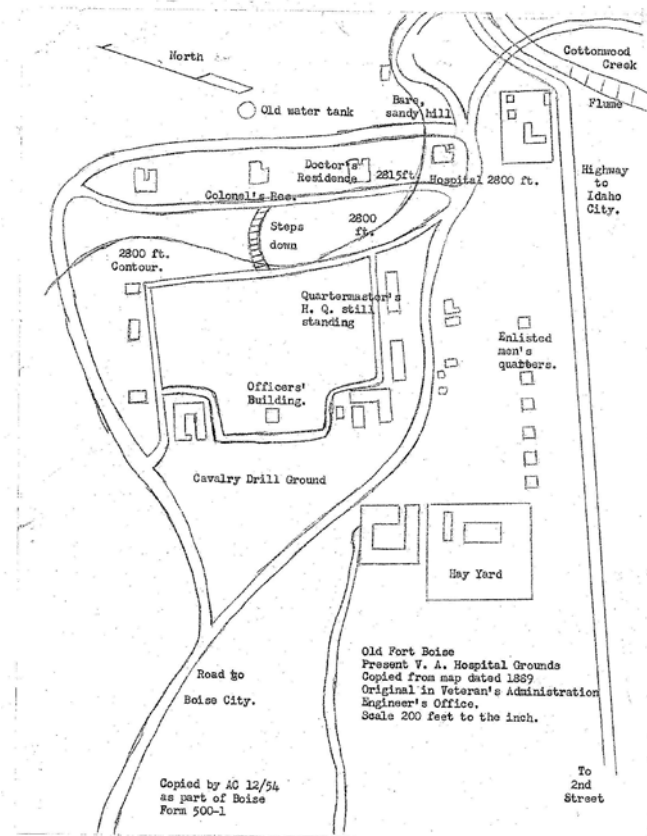 North
Cottonwood
Creek
Flume
Old water tank
Bare,
sandy hill
Doctor's
Residence
2815ft.
Hospital 2800 ft.
Colonel's Res.
Highway
to
Idaho
City.
Steps
down
2800
ft.
2800 ft.
Contour.
Quartermaster's
H. Q. still
standing
Enlisted
men's
quarters.
Officers'
Building.
Cavalry Drill Ground
Hay Yard
Old Fort Boise
Present V. A. Hospital Grounds
Copied from map dated 1889
Original in Veteran's Administration
Engineer's Office.
Scale 200 feet to the inch.
Road to
Boise City.
Copied by AG 12/54
as part of Boise
Form 500-1
To
2nd
Street